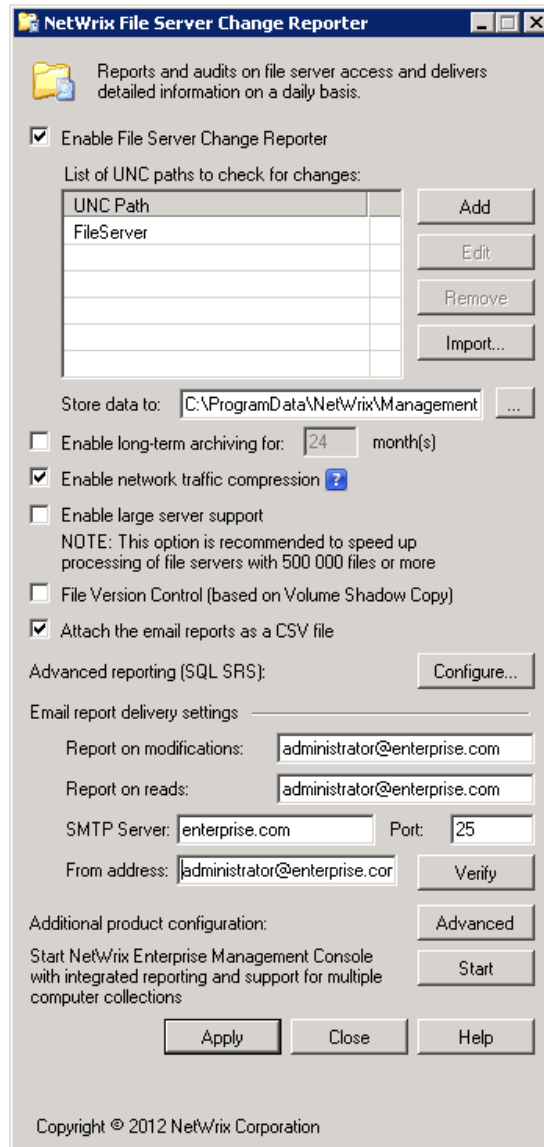 NetWrix File Server Change Reporter
Reports and audits on file server access and delivers
detailed information on a daily basis.
Enable File Server Change Reporter
List of UNC paths to check for changes:
UNC Path
FileServer
Add
Edit
Remove
Import...
Store data to: C:\ProgramData\NetWrix\Management ...
Enable long-term archiving for: 24 month(s)
Enable network traffic compression ?
Enable large server support
NOTE: This option is recommended to speed up
processing of file servers with 500 000 files or more
File Version Control (based on Volume Shadow Copy)
Attach the email reports as a CSV file
Advanced reporting (SQL SRS): Configure...
Email report delivery settings
Report on modifications: administrator@enterprise.com
Report on reads: administrator@enterprise.com
SMTP Server: enterprise.com Port: 25
From address: administrator@enterprise.cor Verify
Additional product configuration: Advanced
Start NetWrix Enterprise Management Console
with integrated reporting and support for multiple
computer collections
Start
Apply Close Help
Copyright © 2012 NetWrix Corporation